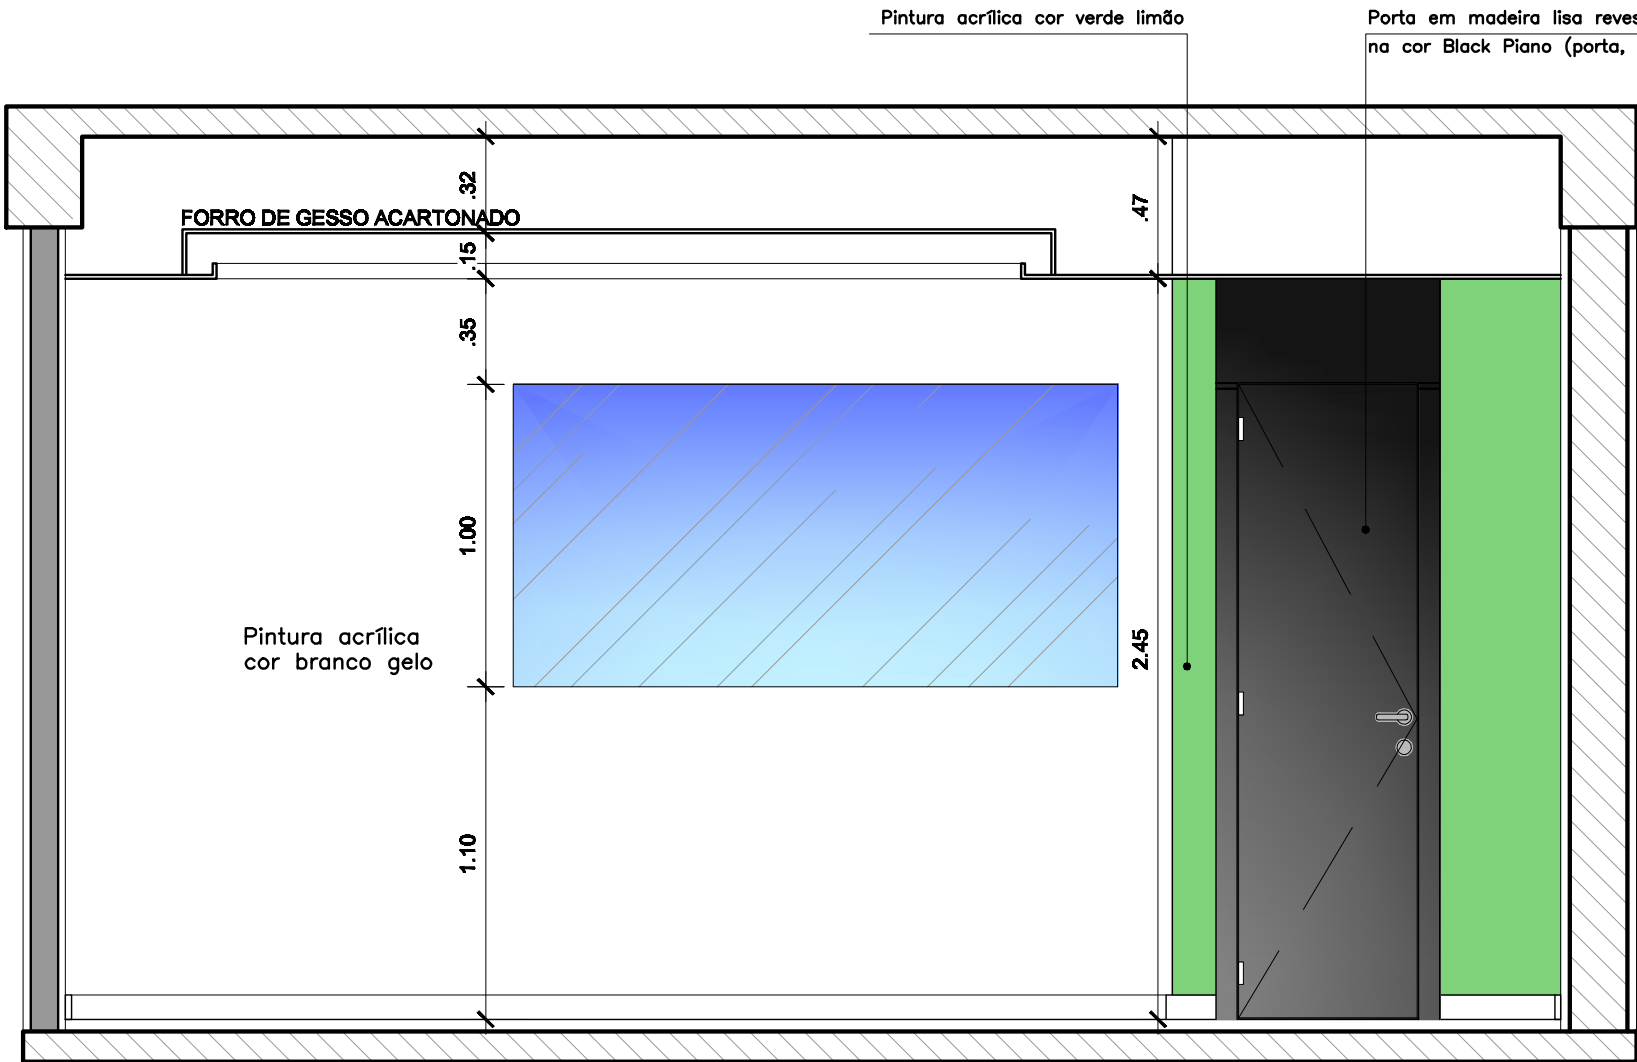 Pintura acrílica cor verde limão
Porta em madeira lisa
na cor Black Piano (porta,
.32
.47
FORRO DE GESSO ACARTONADO
.15
.35
1.00
Pintura acrílica
cor branco gelo
2.45
1.10